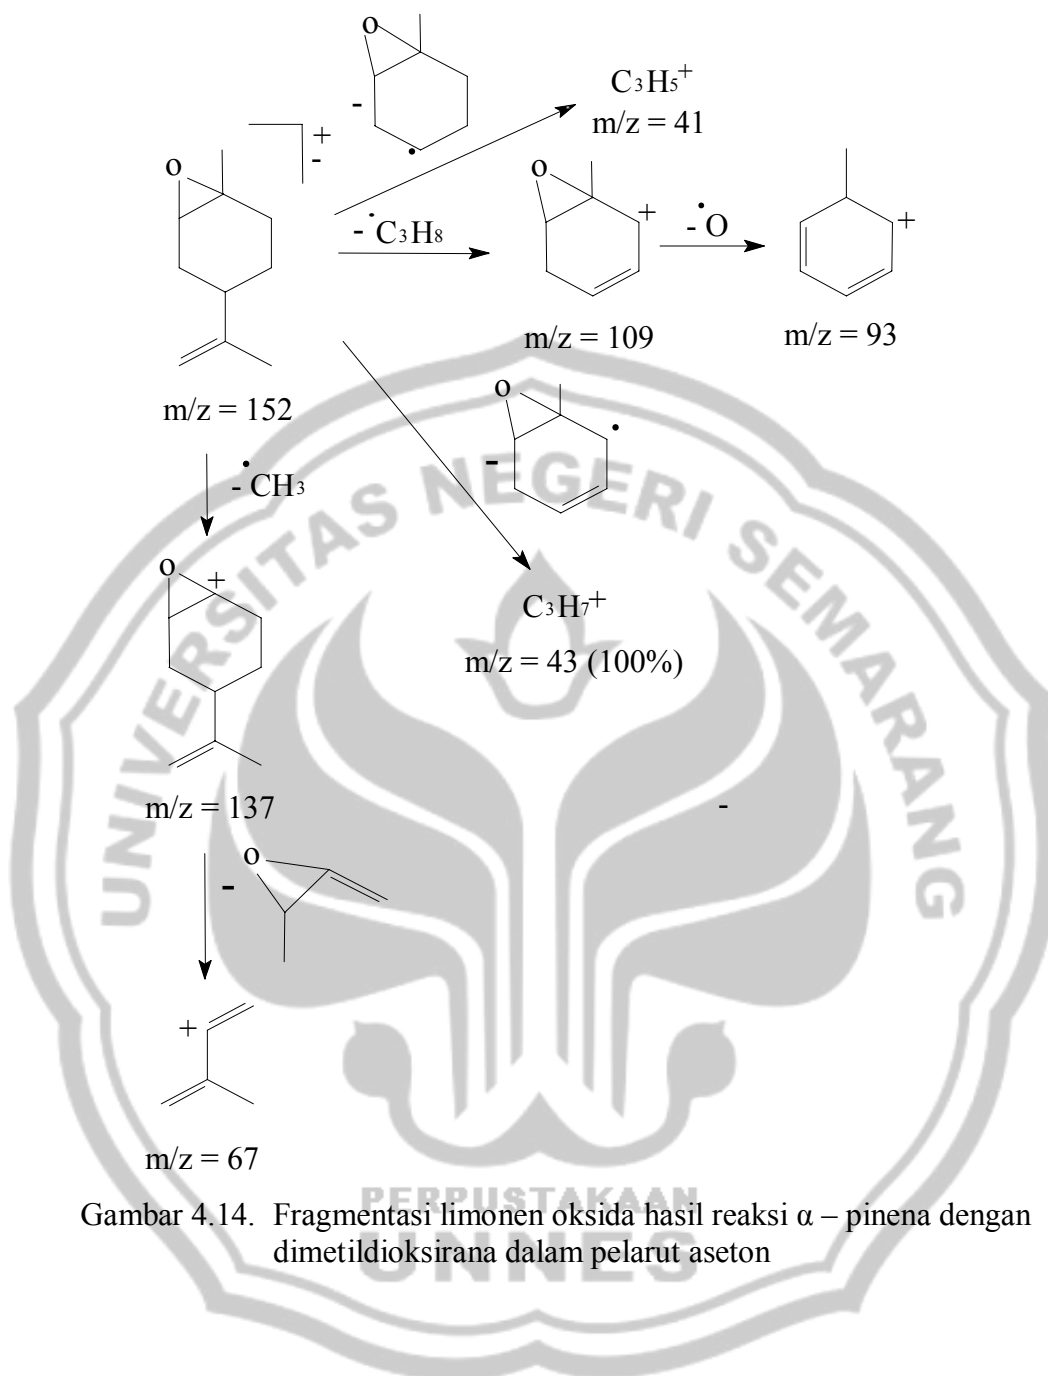 O
-
C3H5+
m/z = 41
+
-
O
- •C3H8
O
+
- •O
+
m/z = 152
m/z = 109
m/z = 93
- •CH3
O
-
O
+
C3H7+
m/z = 43 (100%)
m/z = 137
-
O
-
+
m/z = 67
Gambar 4.14. Fragmentasi limonen oksida hasil reaksi α – pinena dengan
dimetildioksirana dalam pelarut aseton
UNIVERSITAS NEGERI SEMARANG
PERPUSTAKAAN
UNNES